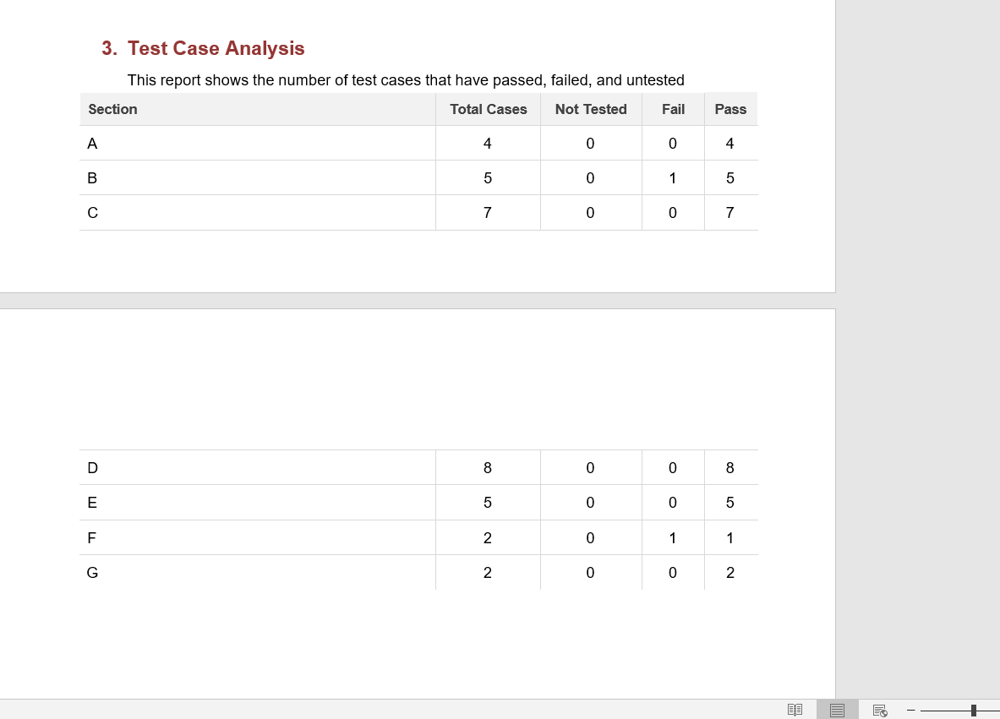 3. Test Case Analysis
This report shows the number of test cases that have passed, failed, and untested
Section Total Cases Not Tested Fail Pass
A 4 0 0 4
B 5 0 1 5
C 7 0 0 7
D 8 0 0 8
E 5 0 0 5
F 2 0 1 1
G 2 0 0 2